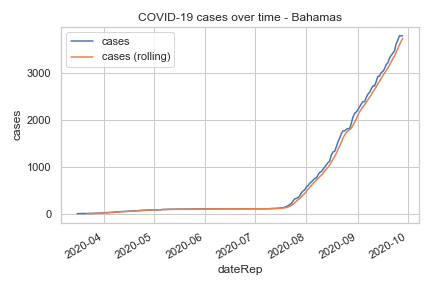 COVID-19 cases over time - Bahamas
cases
cases (rolling)
3000
2000
1000
0
cases
2020-04
2020-05
2020-06
2020-07
2020-08
2020-09
2020-10
dateRep